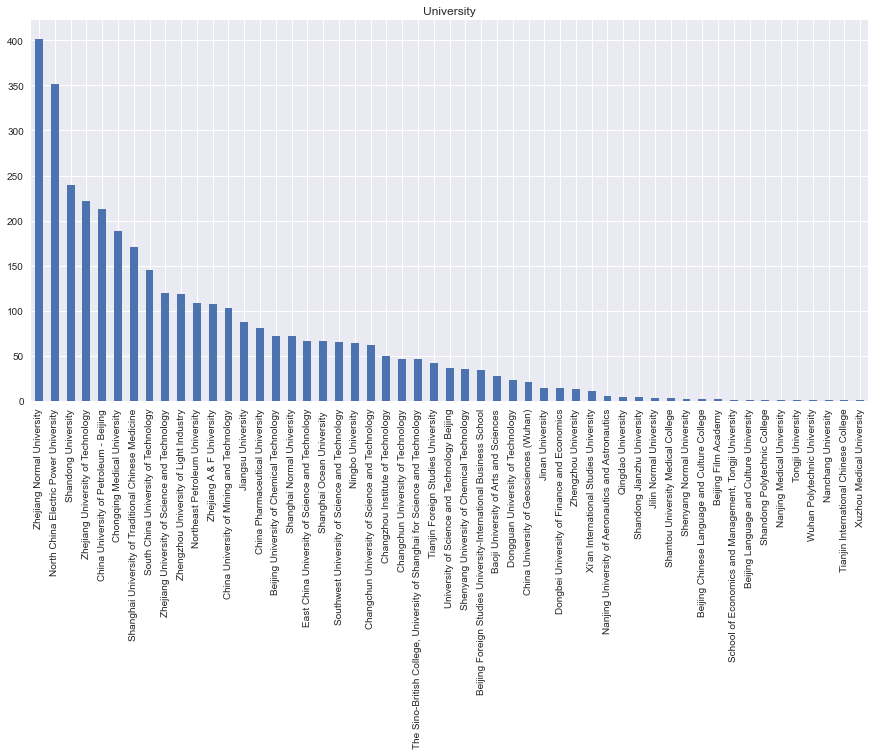 University
400
350
300
250
200
150
100
50
0
Zhejiang Normal University
North China Electric Power University
Shandong University
Zhejiang University of Technology
China University of Petroleum - Beijing
Chongqing Medical University
Shanghai University of Traditional Chinese Medicine
South China University of Technology
Zhejiang University of Science and Technology
Zhengzhou University of Light Industry
Northeast Petroleum University
Zhejiang A & F University
China University of Mining and Technology
Jiangsu University
China Pharmaceutical University
Beijing University of Chemical Technology
Shanghai Normal University
East China University of Science and Technology
Shanghai Ocean University
Southwest University of Science and Technology
Ningbo University
Changchun University of Science and Technology
Changzhou Institute of Technology
Changchun University of Technology
The Sino-British College, University of Shanghai for Science and Technology
Tianjin Foreign Studies University
University of Science and Technology Beijing
Shenyang University of Chemical Technology
Beijing Foreign Studies University-International Business School
Baoji University of Arts and Sciences
Dongguan University of Technology
China University of Geosciences (Wuhan)
Jinan University
Dongbei University of Finance and Economics
Zhengzhou University
Xi'an International Studies University
Nanjing University of Aeronautics and Astronautics
Qingdao University
Shandong Jianzhu University
Jilin Normal University
Shantou University Medical College
Shenyang Normal University
Beijing Chinese Language and Culture College
Beijing Film Academy
School of Economics and Management, Tongji University
Beijing Language and Culture University
Shandong Polytechnic College
Nanjing Medical University
Tongji University
Wuhan Polytechnic University
Nanchang University
Tianjin International Chinese College
Xuzhou Medical University